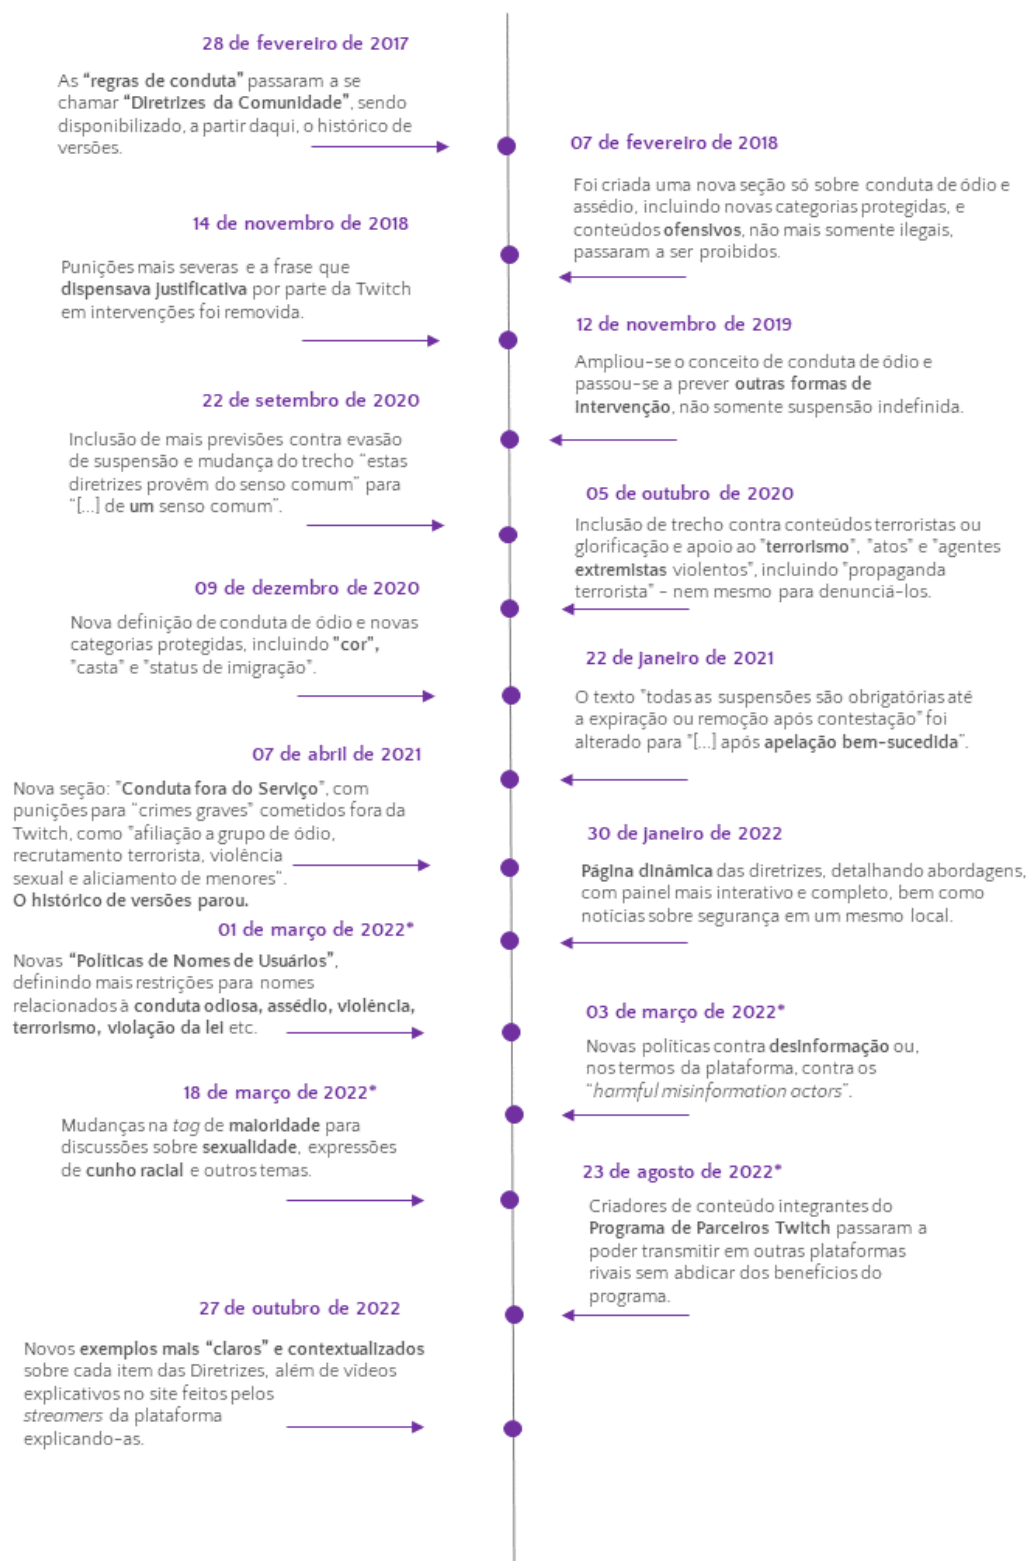 28 de fevereiro de 2017
As “regras de conduta” passaram a se
chamar “Diretrizes da Comunidade”, sendo
disponibilizado, a partir daqui, o histórico de
versões.
07 de fevereiro de 2018
Foi criada uma nova seção só sobre conduta de ódio e
assédio, incluindo novas categorias protegidas, e
conteúdos ofensivos, não mais somente ilegais,
passaram a ser proibidos.
14 de novembro de 2018
Punições mais severas e a frase que
dispensava justificativa por parte da Twitch
em intervenções foi removida.
12 de novembro de 2019
Ampliou-se o conceito de conduta de ódio e
passou-se a prever outras formas de
Intervenção, não somente suspensão indefinida.
22 de setembro de 2020
Inclusão de mais previsões contra evasão
de suspensão e mudança do trecho “estas
diretrizes provêm do senso comum” para
“[...] de um senso comum”.
05 de outubro de 2020
Inclusão de trecho contra conteúdos terroristas ou
glorificação e apoio ao "terrorismo", "atos" e "agentes
extremistas violentos", incluindo "propaganda
terrorista" - nem mesmo para denunciá-los.
09 de dezembro de 2020
Nova definição de conduta de ódio e novas
categorias protegidas, incluindo "cor",
"casta" e "status de imigração".
22 de janeiro de 2021
O texto "todas as suspensões são obrigatórias até
a expiração ou remoção após contestação" foi
alterado para "[...] após apelação bem-sucedida”.
07 de abril de 2021
Nova seção: "Conduta fora do Serviço", com
punições para “crimes graves” cometidos fora da
Twitch, como "afiliação a grupo de ódio,
recrutamento terrorista, violência
sexual e aliciamento de menores”.
O histórico de versões parou.
30 de janeiro de 2022
Página dinâmica das diretrizes, detalhando abordagens,
com painel mais interativo e completo, bem como
notícias sobre segurança em um mesmo local.
01 de março de 2022*
Novas “Políticas de Nomes de Usuários”,
definindo mais restrições para nomes
relacionados à conduta odiosa, assédio, violência,
terrorismo, violação da lei etc.
03 de março de 2022*
Novas políticas contra desinformação ou,
nos termos da plataforma, contra os
“harmful misinformation actors”.
18 de março de 2022*
Mudanças na tag de maioridade para
discussões sobre sexualidade, expressões
de cunho racial e outros temas.
23 de agosto de 2022*
Criadores de conteúdo integrantes do
Programa de Parceiros Twitch passaram a
poder transmitir em outras plataformas
rivais sem abdicar dos benefícios do
programa.
27 de outubro de 2022
Novos exemplos mais “claros” e contextualizados
sobre cada item das Diretrizes, além de vídeos
explicativos no site feitos pelos
streamers da plataforma
explicando-as.